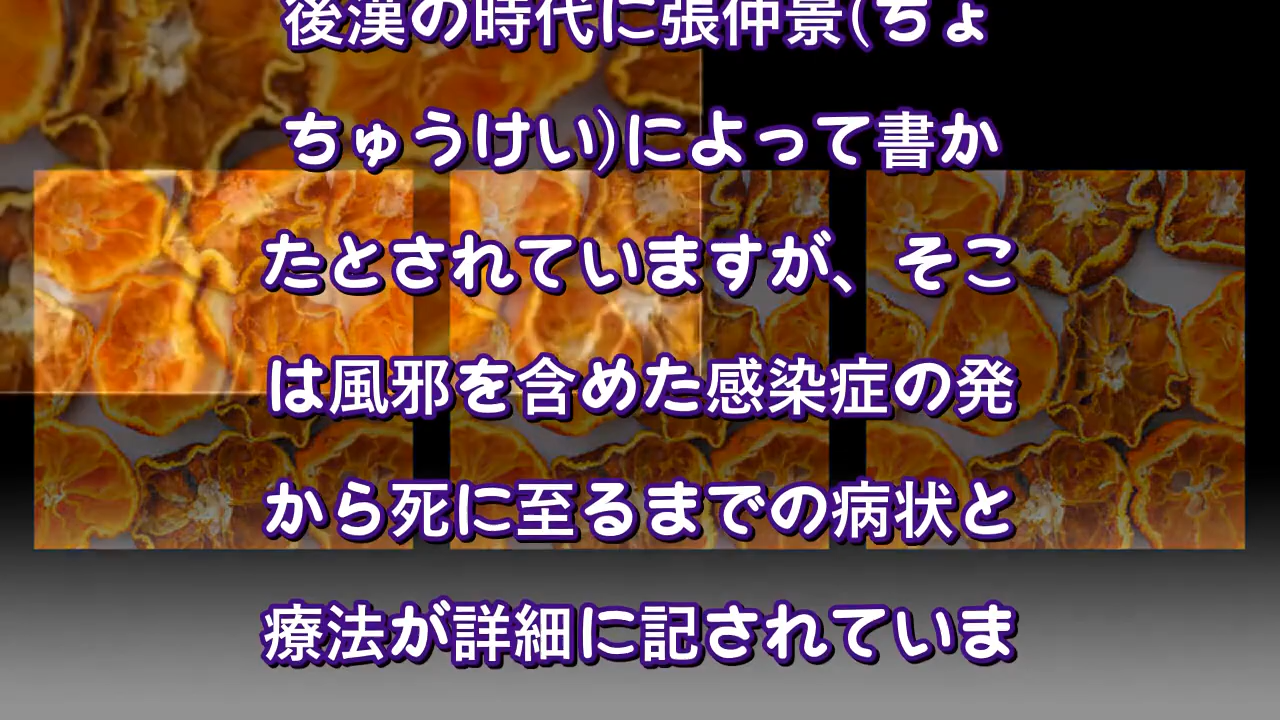 後漢の時代に張仲景(ちょ
ちゅうけい)によって書か
たとされていますが、そこ
は風邪を含めた感染症の発
から死に至るまでの病状と
療法が詳細に記されていま